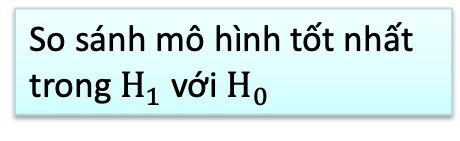 So sánh mô hình tốt nhất
trong H₁ với H₀